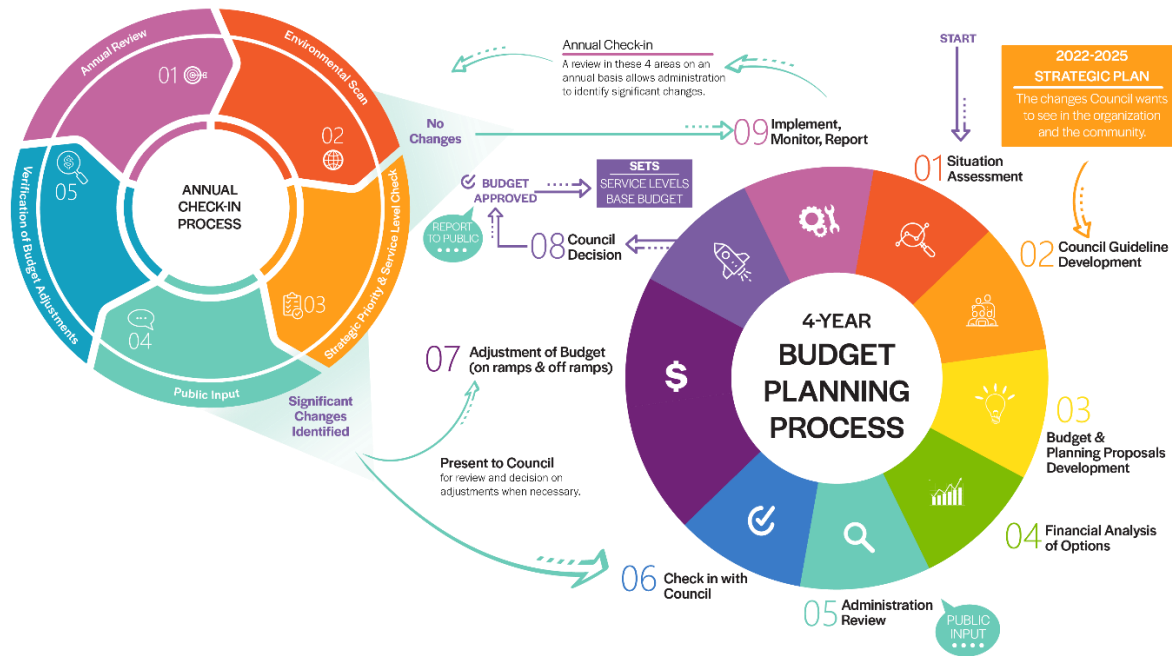 Annual Review
Environmental Scan
01
02
Strategic Priority & Service Level Check
03
Public Input
04
Verification of Budget Adjustments
05
ANNUAL
CHECK-IN
PROCESS
Annual Check-in
A review in these 4 areas on an
annual basis allows administration
to identify significant changes.
No
Changes
Significant
Changes
Identified
START
2022-2025
STRATEGIC PLAN
The changes Council wants
to see in the organization
and the community.
4-YEAR
BUDGET
PLANNING
PROCESS
$
01 Situation
Assessment
02 Council Guideline
Development
03
Budget &
Planning Proposals
Development
04 Financial Analysis
of Options
05 Administration
Review
PUBLIC
INPUT
06 Check in with
Council
07 Adjustment of Budget
(on ramps & off ramps)
Present to Council
for review and decision on
adjustments when necessary.
08 Council
Decision
REPORT
TO PUBLIC
BUDGET
APPROVED
SETS
SERVICE LEVELS
BASE BUDGET
09 Implement,
Monitor, Report